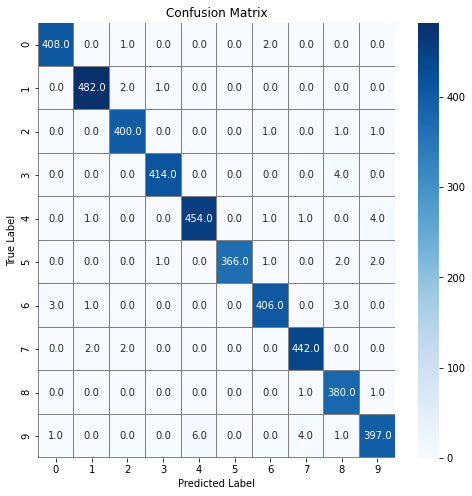 Confusion Matrix
0 408.0 0.0 1.0 0.0 0.0 0.0 2.0 0.0 0.0 0.0
1 0.0 482.0 2.0 1.0 0.0 0.0 0.0 0.0 0.0 0.0
2 0.0 0.0 400.0 0.0 0.0 0.0 1.0 0.0 1.0 1.0
3 0.0 0.0 0.0 414.0 0.0 0.0 0.0 0.0 4.0 0.0
4 0.0 1.0 0.0 0.0 454.0 0.0 1.0 1.0 0.0 4.0
5 0.0 0.0 0.0 1.0 0.0 366.0 1.0 0.0 2.0 2.0
6 3.0 1.0 0.0 0.0 0.0 0.0 406.0 0.0 3.0 0.0
7 0.0 2.0 2.0 0.0 0.0 0.0 0.0 442.0 0.0 0.0
8 0.0 0.0 0.0 0.0 0.0 0.0 0.0 1.0 380.0 1.0
9 1.0 0.0 0.0 0.0 6.0 0.0 0.0 4.0 1.0 397.0
0 1 2 3 4 5 6 7 8 9
Predicted Label
True Label
400
300
200
100
0